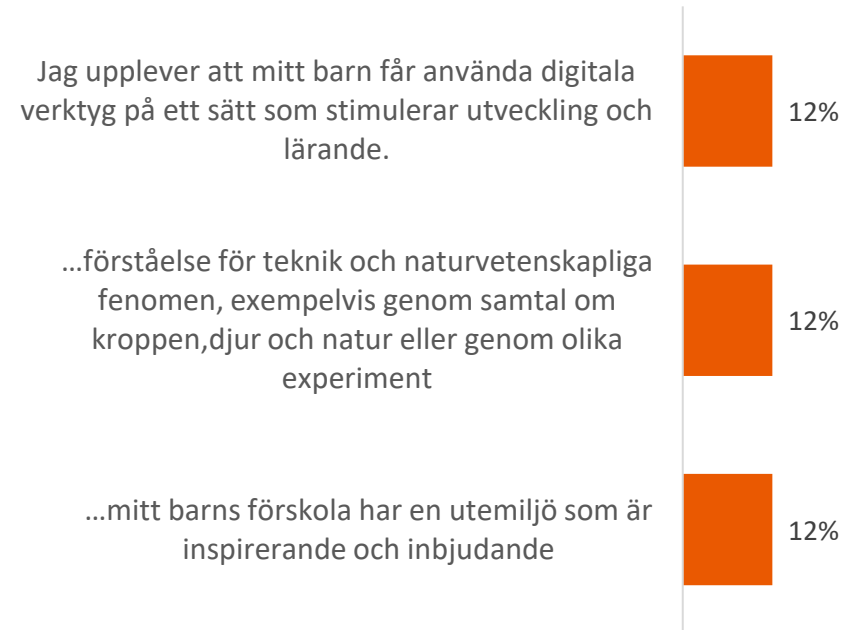 Jag upplever att mitt barn får använda digitala
verktyg på ett sätt som stimulerar utveckling och
lärande.
12%
…förståelse för teknik och naturvetenskapliga
fenomen, exempelvis genom samtal om
kroppen,djur och natur eller genom olika
experiment
12%
…mitt barns förskola har en utemiljö som är
inspirerande och inbjudande
12%